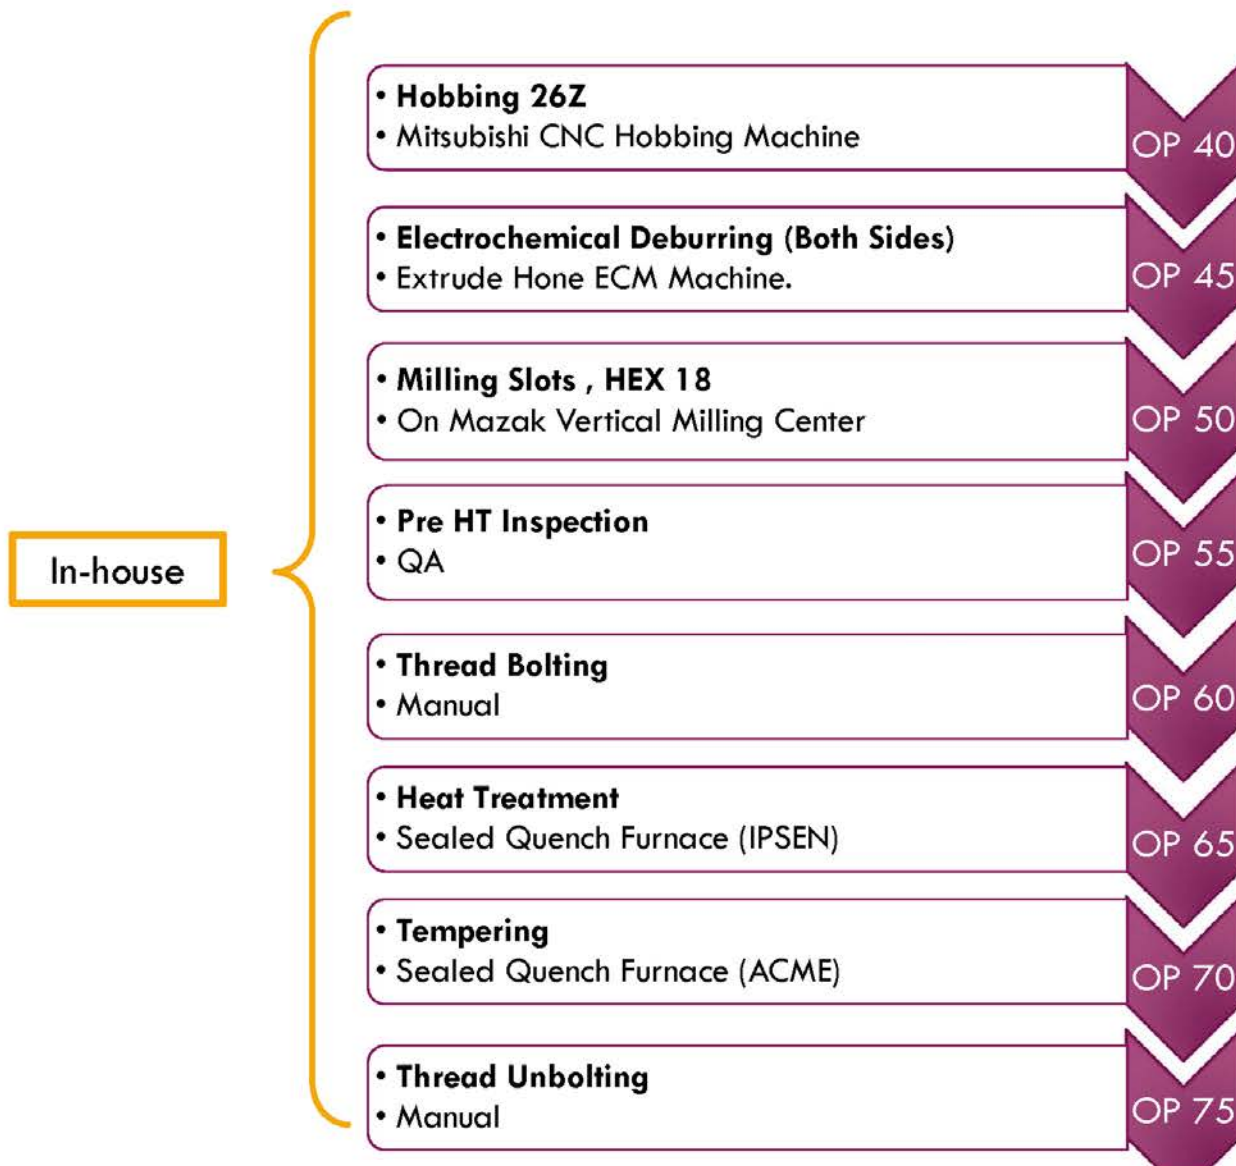 • Hobbing 26Z
• Mitsubishi CNC Hobbing Machine
OP 40
• Electrochemical Deburring (Both Sides)
• Extrude Hone ECM Machine.
OP 45
• Milling Slots , HEX 18
• On Mazak Vertical Milling Center
OP 50
• Pre HT Inspection
• QA
OP 55
In-house
• Thread Bolting
• Manual
OP 60
• Heat Treatment
• Sealed Quench Furnace (IPSEN)
OP 65
• Tempering
• Sealed Quench Furnace (ACME)
OP 70
• Thread Unbolting
• Manual
OP 75